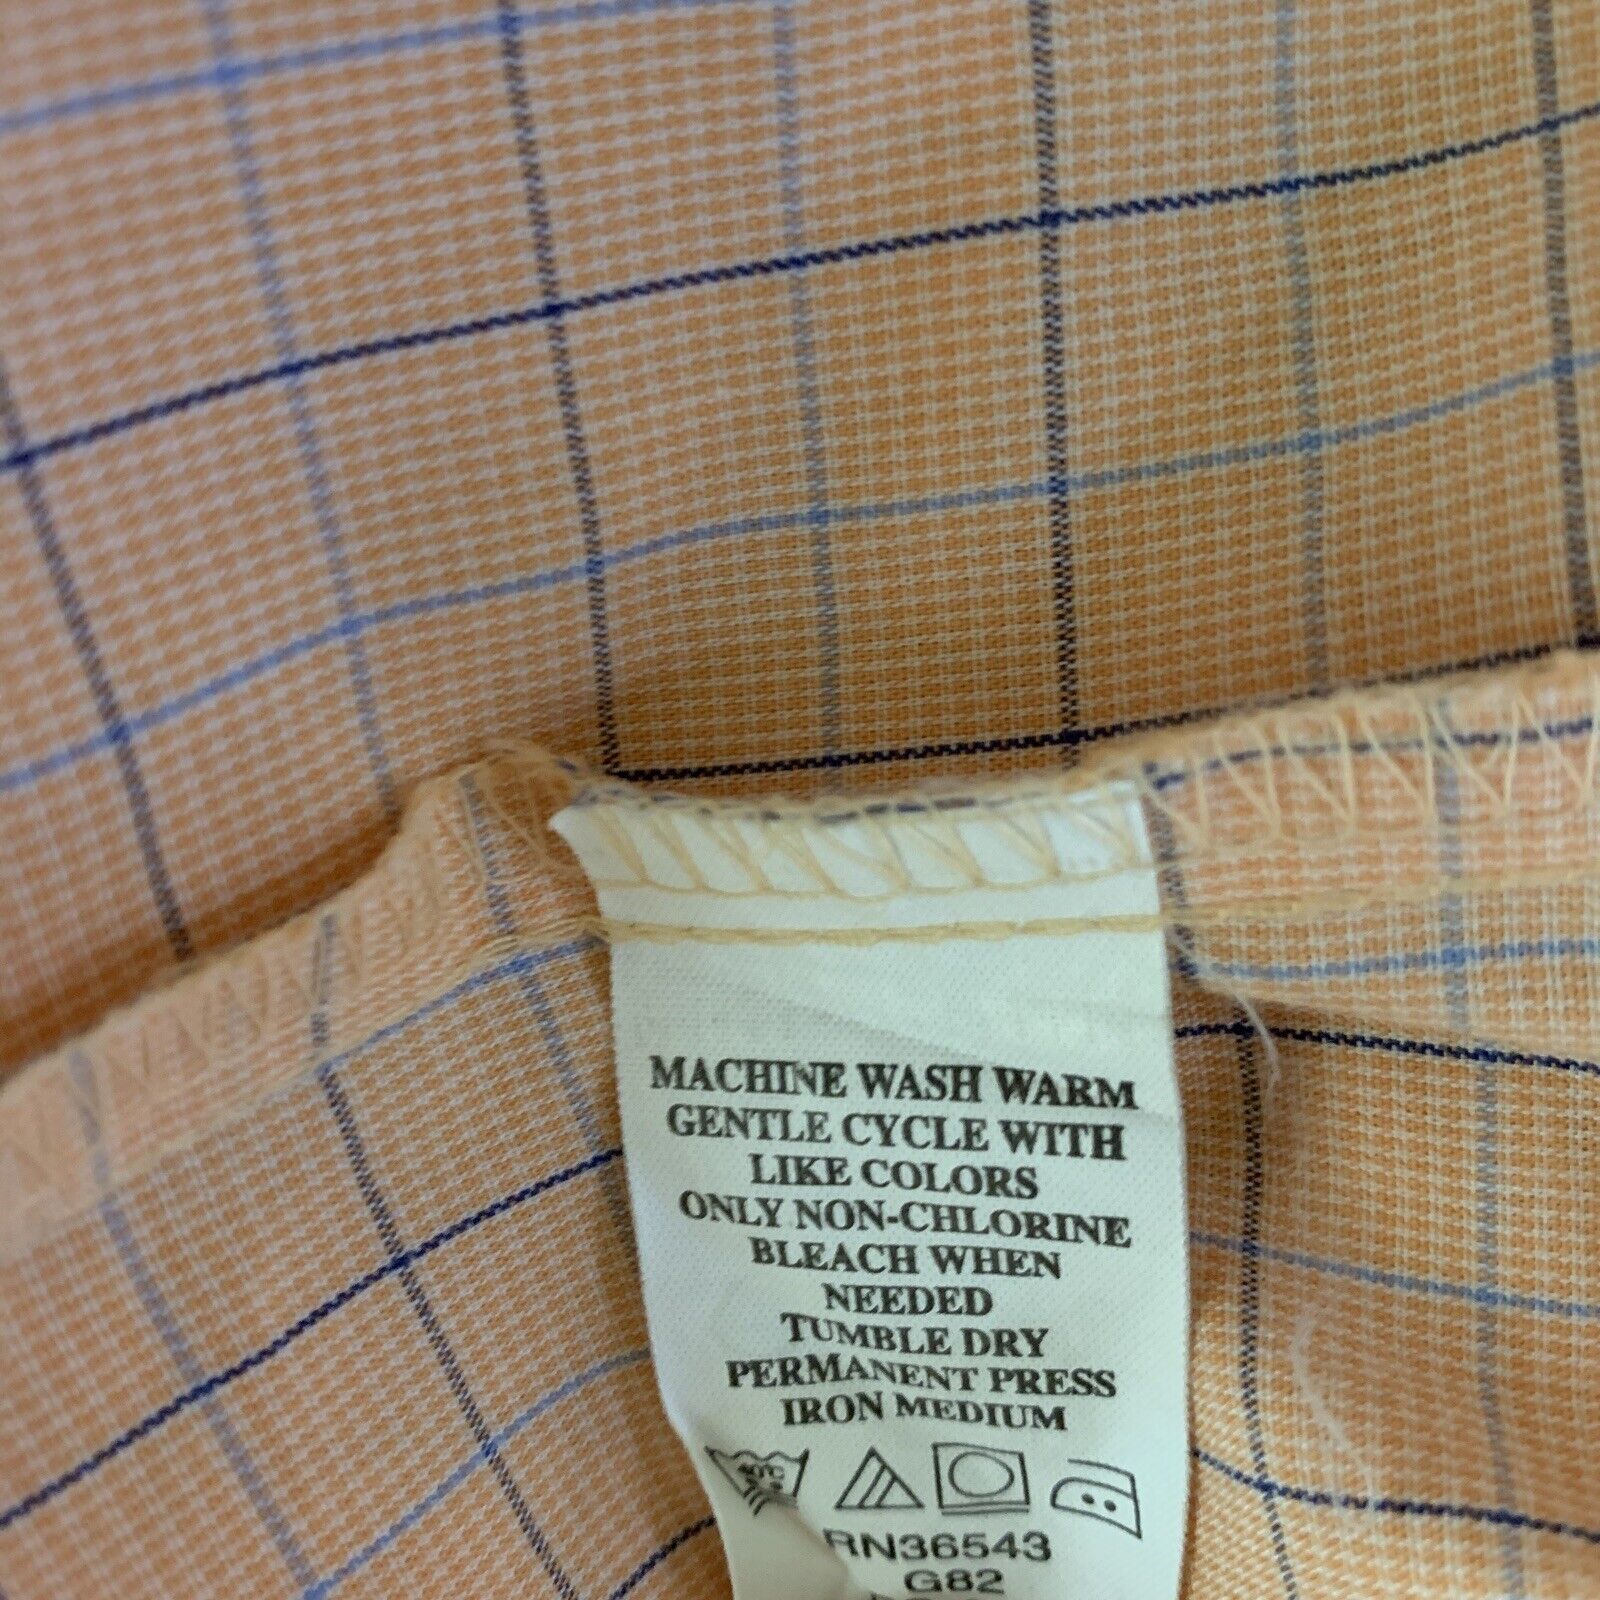 MACHINE WASH WARM
GENTLE CYCLE WITH
LIKE COLORS
ONLY NON-CHLORINE
BLEACH WHEN
NEEDED
TUMBLE DRY
PERMANENT PRESS
IRON MEDIUM
40°C
RN36543
G82